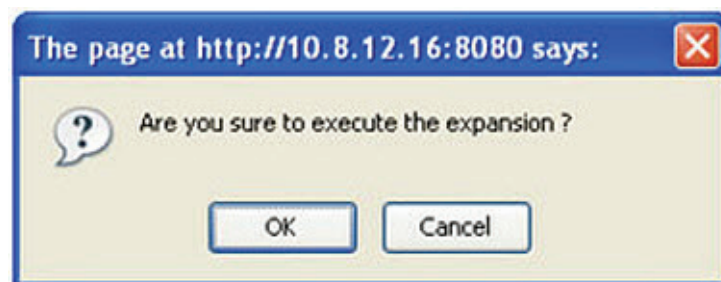 The page at http://10.8.12.16:8080 says:
Are you sure to execute the expansion ?
OK
Cancel